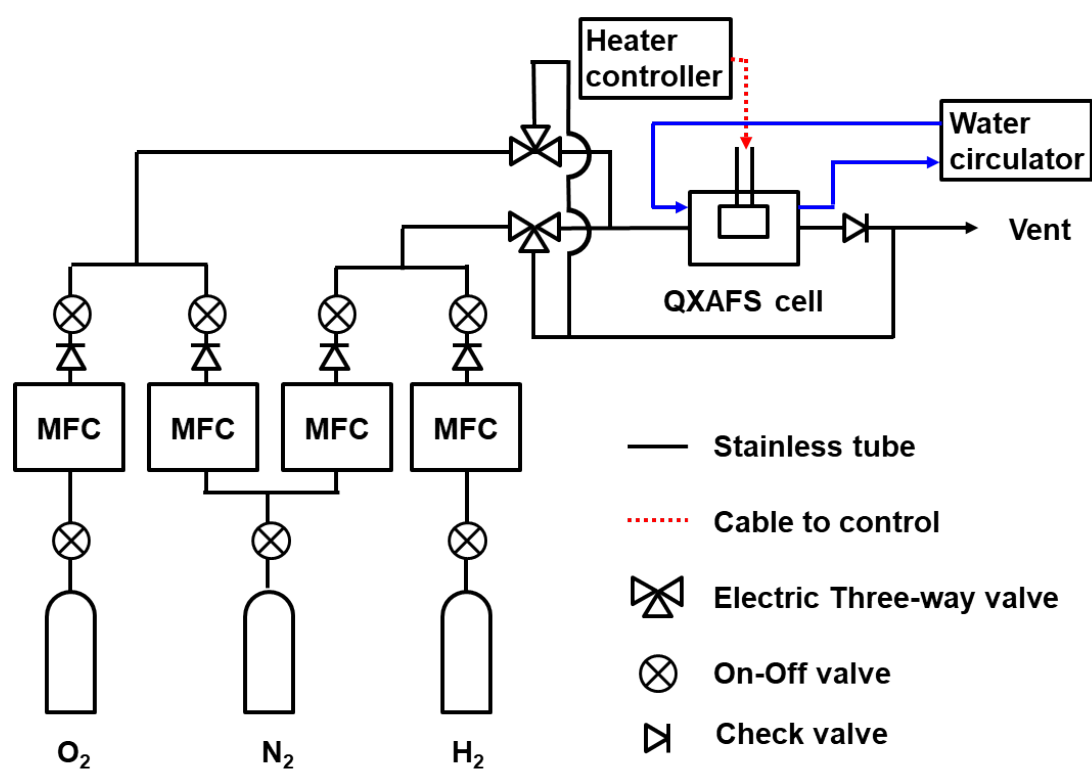 Heater
controller
Water
circulator
Vent
QXAFS cell
MFC
MFC
MFC
MFC
Stainless tube
Cable to control
Electric Three-way valve
On-Off valve
Check valve
O₂
N₂
H₂